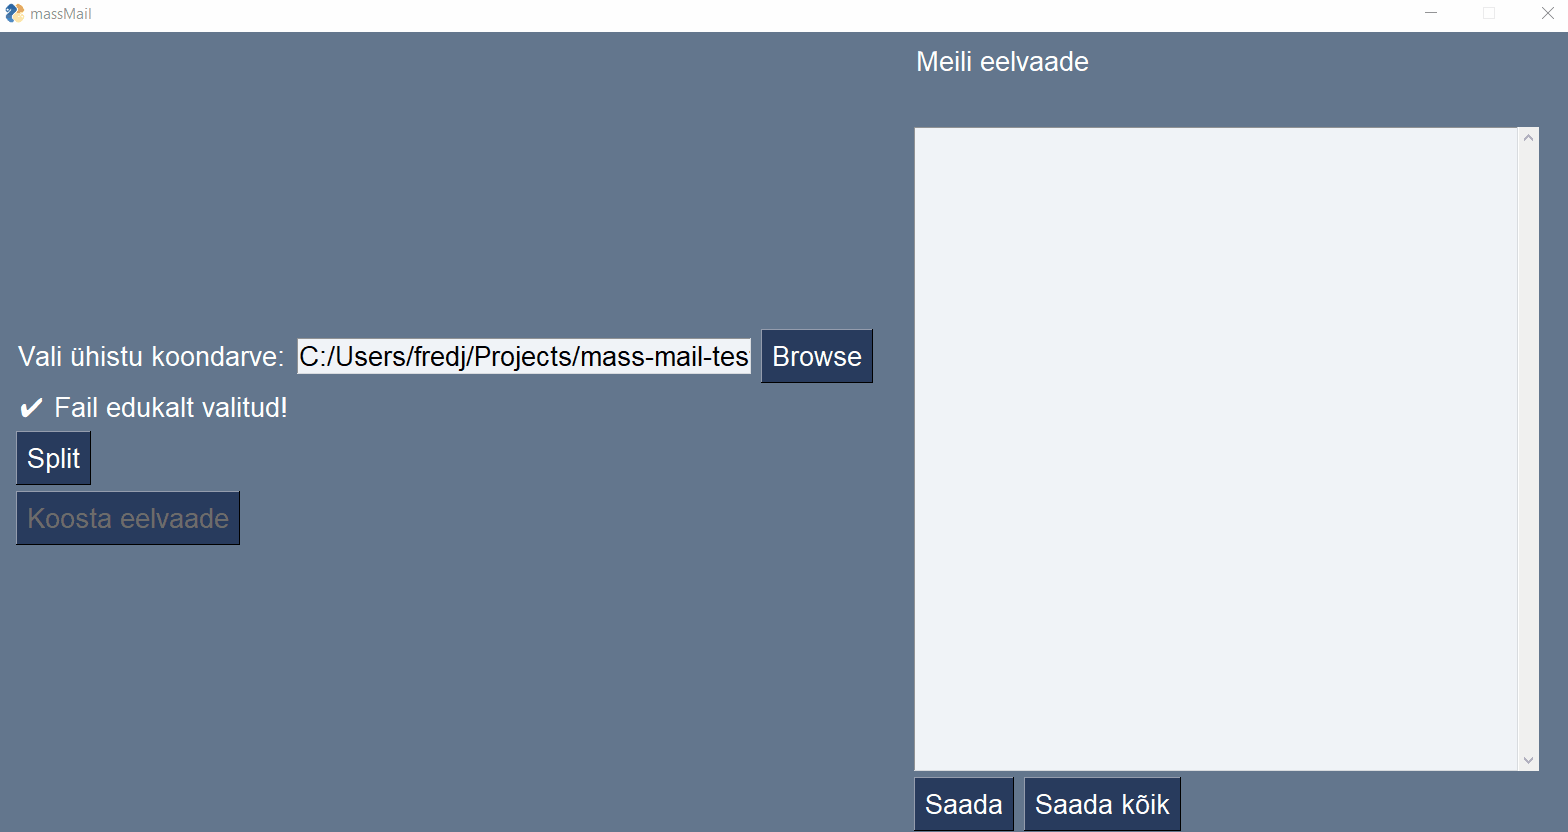 massMail
Meili eelvaade
Vali ühistu koondarve: C:/Users/fredj/Projects/mass-mail-tes Browse
✔ Fail edukalt valitud!
Split
Koosta eelvaade
Saada Saada kõik